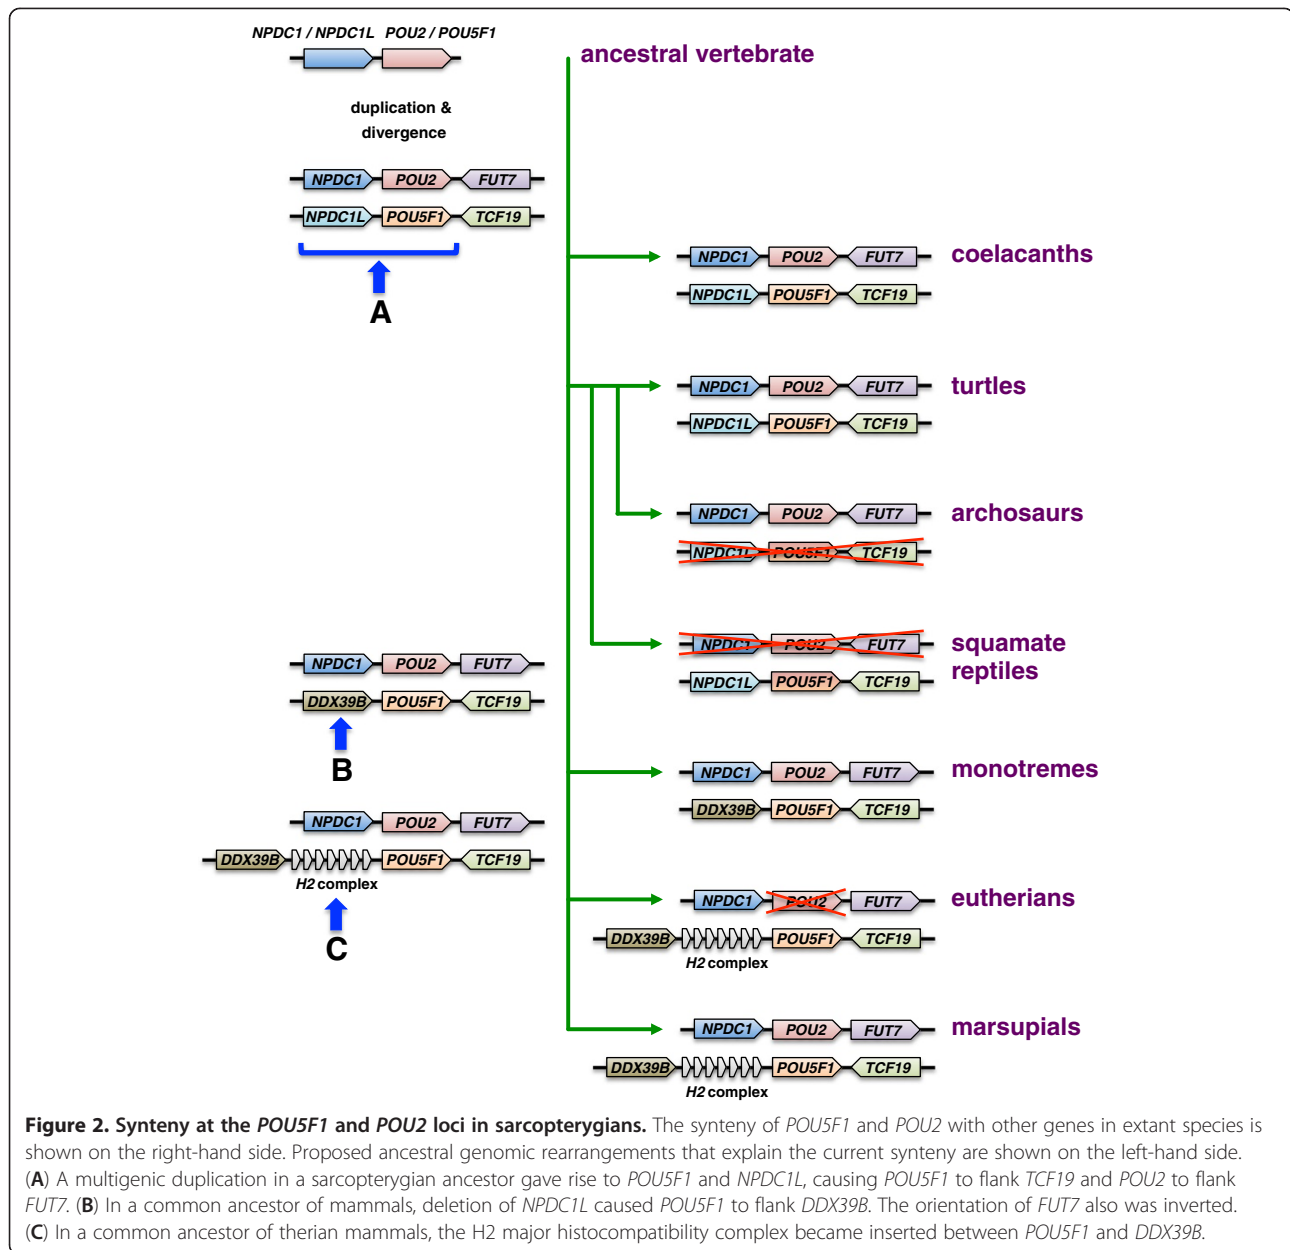 NPDC1 / NPDC1L POU2 / POU5F1
ancestral vertebrate
duplication &
divergence
NPDC1 POU2 FUT7
NPDC1L POU5F1 TCF19
A
NPDC1 POU2 FUT7
coelacanths
NPDC1L POU5F1 TCF19
NPDC1 POU2 FUT7
turtles
NPDC1L POU5F1 TCF19
NPDC1 POU2 FUT7
archosaurs
NPDC1L POU5F1 TCF19
NPDC1 POU2 FUT7
squamate
reptiles
NPDC1L POU5F1 TCF19
NPDC1 POU2 FUT7
DDX39B POU5F1 TCF19
B
NPDC1 POU2 FUT7
monotremes
DDX39B POU5F1 TCF19
NPDC1 POU2 FUT7
DDX39B POU5F1 TCF19
H2 complex
C
NPDC1 POU2 FUT7
eutherians
DDX39B POU5F1 TCF19
H2 complex
NPDC1 POU2 FUT7
marsupials
DDX39B POU5F1 TCF19
H2 complex
Figure 2. Synteny at the POU5F1 and POU2 loci in sarcopterygians. The synteny of POU5F1 and POU2 with other genes in extant species is
shown on the right-hand side. Proposed ancestral genomic rearrangements that explain the current synteny are shown on the left-hand side.
(A) A multigenic duplication in a sarcopterygian ancestor gave rise to POU5F1 and NPDC1L, causing POU5F1 to flank TCF19 and POU2 to flank
FUT7. (B) In a common ancestor of mammals, deletion of NPDC1L caused POU5F1 to flank DDX39B. The orientation of FUT7 also was inverted.
(C) In a common ancestor of therian mammals, the H2 major histocompatibility complex became inserted between POU5F1 and DDX39B.